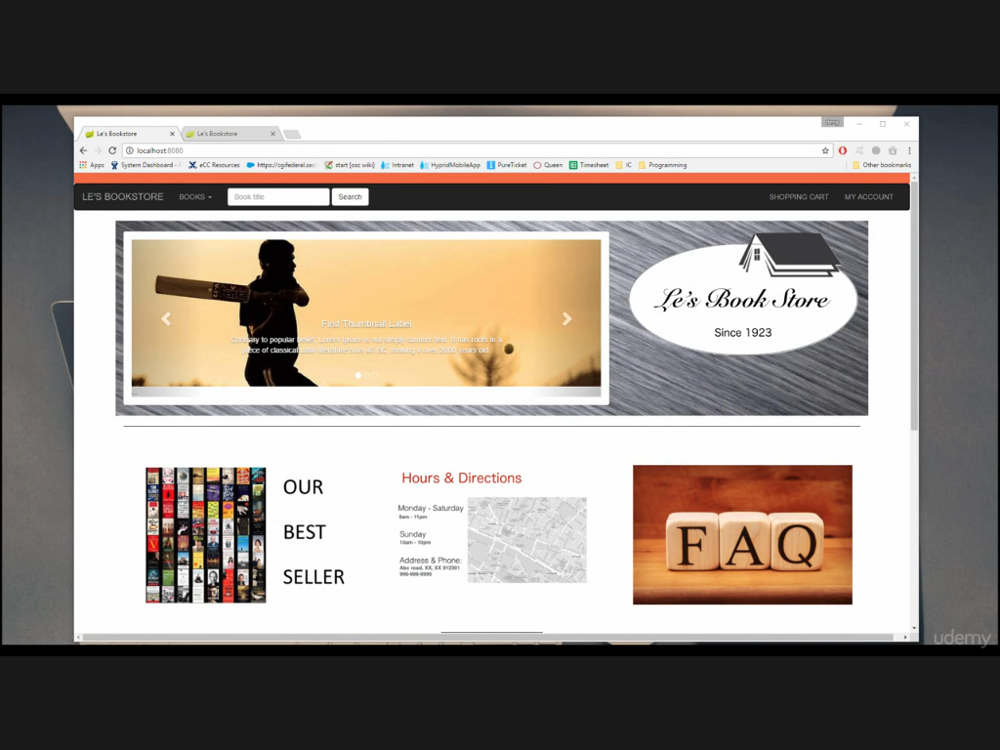 Le's Bookstore
Le's Bookstore
localhost:8080
Apps System Dashboard - eCC Resources https://cgifederal.sec start [osc wiki] Intranet HypridMobileApp PureTicket Queen Timesheet IC Programming Other bookmarks
LE'S BOOKSTORE BOOKS Book title Search SHOPPING CART MY ACCOUNT
First Thumbnail Label
Contrary to popular belief, Lorem Ipsum is not simply random text. It has roots in a
piece of classical Latin literature from 45 BC, making it over 2000 years old.
Le's Book Store
Since 1923
OUR
BEST
SELLER
Hours & Directions
Monday - Saturday
8am - 11pm
Sunday
10am - 10pm
Address & Phone:
Abc road, XX, XX 012301
999-999-9999
FAQ
udemy